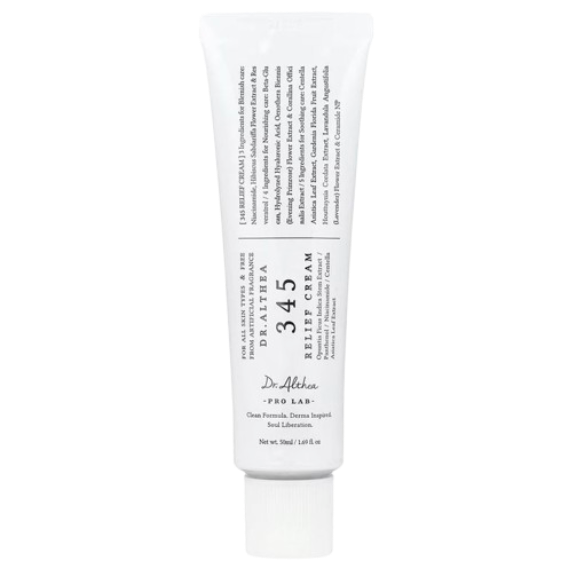 [ 345 RELIEF CREAM ] 3 Ingredients for Blemish care:
Niacinamide, Hibiscus Sabdariffa Flower Extract & Res
veratrol / 4 Ingredients for Nourishing care: Beta-Glu
can, Hydrolyzed Hyaluronic Acid, Oenothera Biennis
(Evening Primrose) Flower Extract & Corallina Offici
nalis Extract / 5 Ingredients for Soothing care: Centella
Asiatica Leaf Extract, Gardenia Florida Fruit Extract,
Houttuynia Cordata Extract, Lavandula Angustifolia
(Lavender) Flower Extract & Ceramide NP
FOR ALL SKIN TYPES & FREE
FROM ARTIFICIAL FRAGRANCE
DR.ALTHEA
345
RELIEF CREAM
Opuntia Ficus Indica Stem Extract /
Panthenol / Niacinamide / Centella
Asiatica Leaf Extract
Dr. Althea
-PRO LAB-
Clean Formula. Derma Inspired.
Soul Liberation.
Net wt. 50ml / 1.69 fl. oz